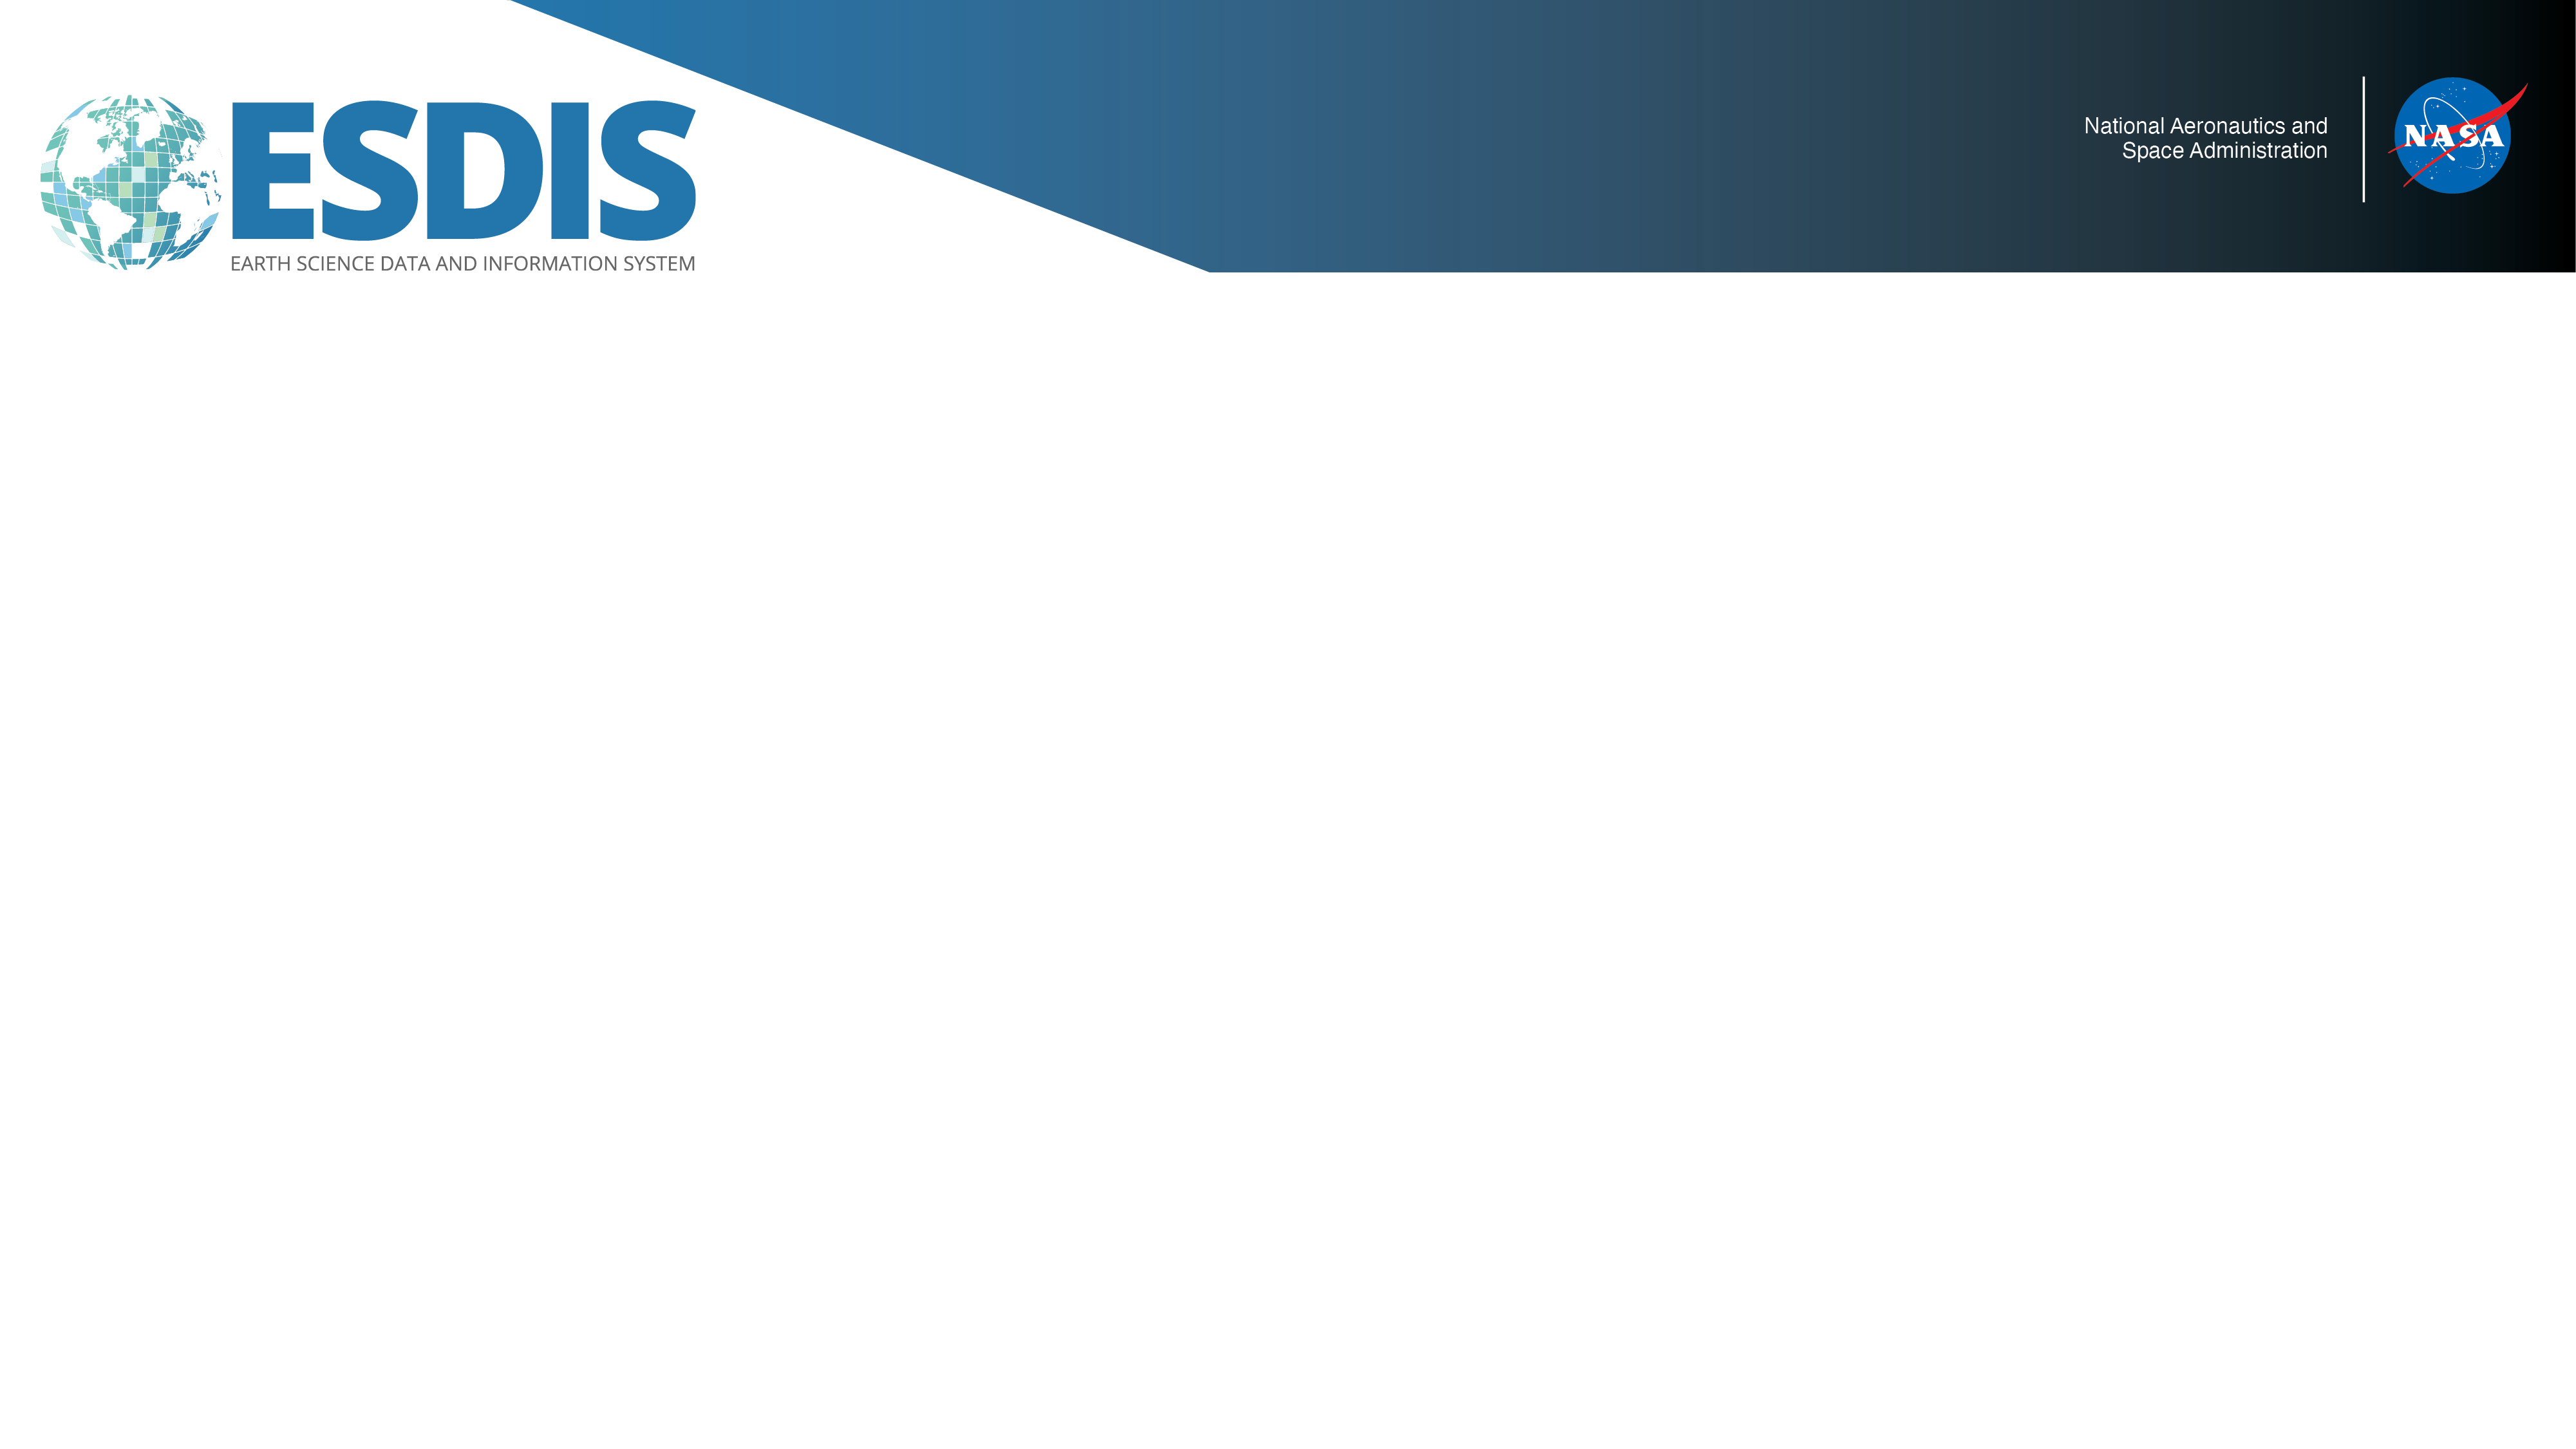 ESDIS
EARTH SCIENCE DATA AND INFORMATION SYSTEM
National Aeronautics and
Space Administration
NASA